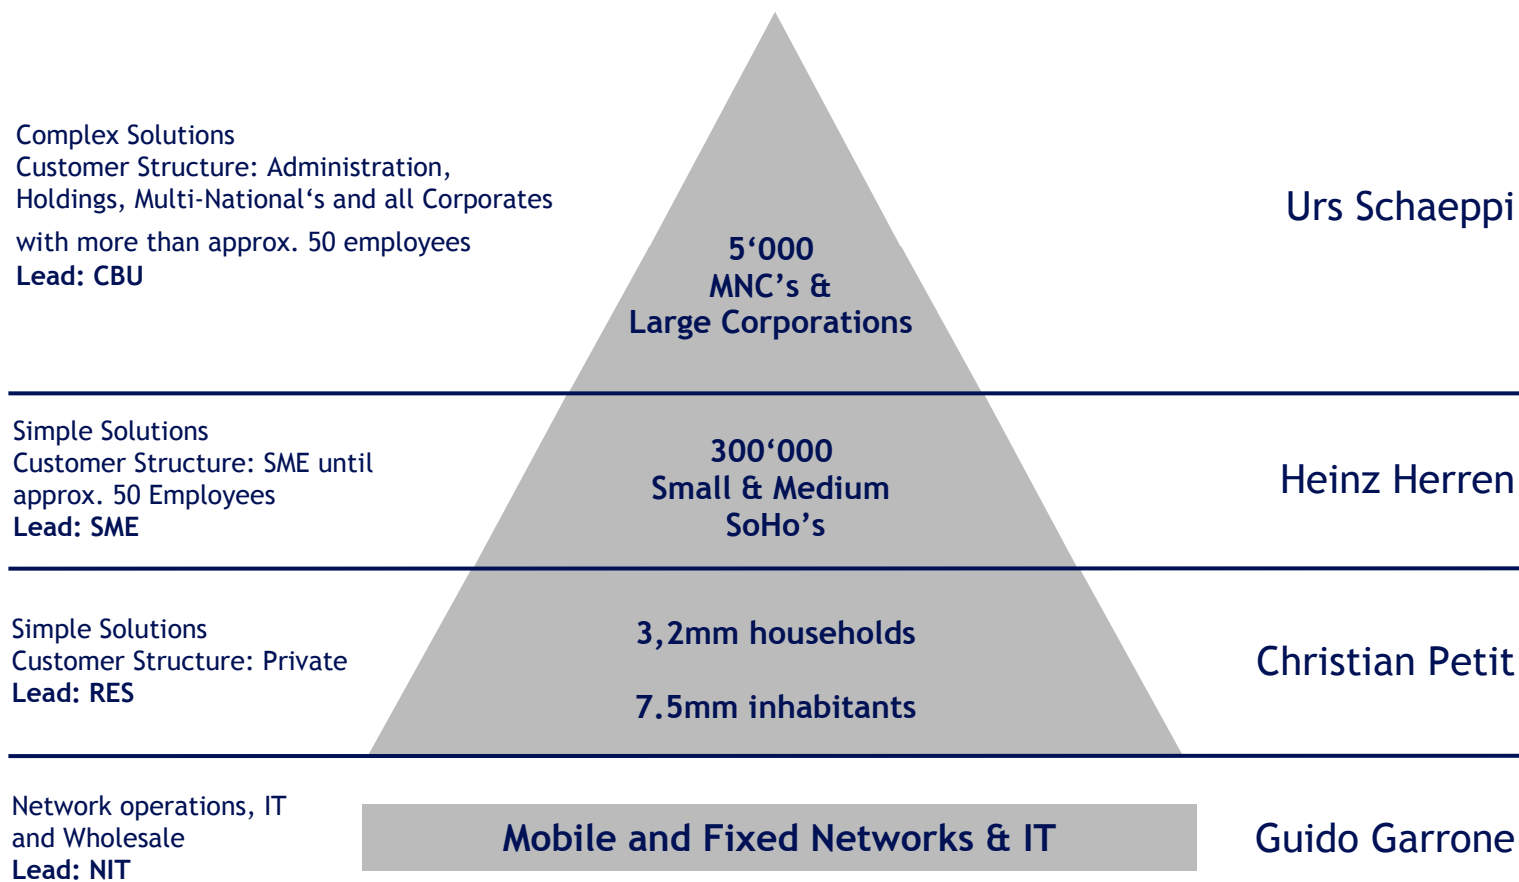 Complex Solutions
Customer Structure: Administration,
Holdings, Multi-National‘s and all Corporates
with more than approx. 50 employees
Lead: CBU
5‘000
MNC’s &
Large Corporations
Urs Schaeppi
Simple Solutions
Customer Structure: SME until
approx. 50 Employees
Lead: SME
300‘000
Small & Medium
SoHo’s
Heinz Herren
Simple Solutions
Customer Structure: Private
Lead: RES
3,2mm households
7.5mm inhabitants
Christian Petit
Network operations, IT
and Wholesale
Lead: NIT
Mobile and Fixed Networks & IT
Guido Garrone